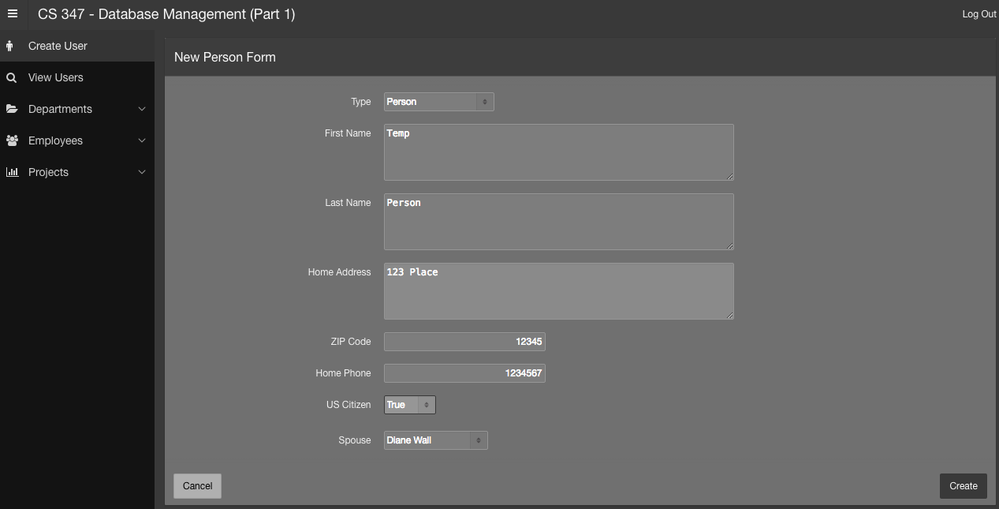 CS 347 - Database Management (Part 1)
Log Out
Create User
View Users
Departments
Employees
Projects
New Person Form
Type Person
First Name Temp
Last Name Person
Home Address 123 Place
ZIP Code 12345
Home Phone 1234567
US Citizen True
Spouse Diane Wall
Cancel
Create